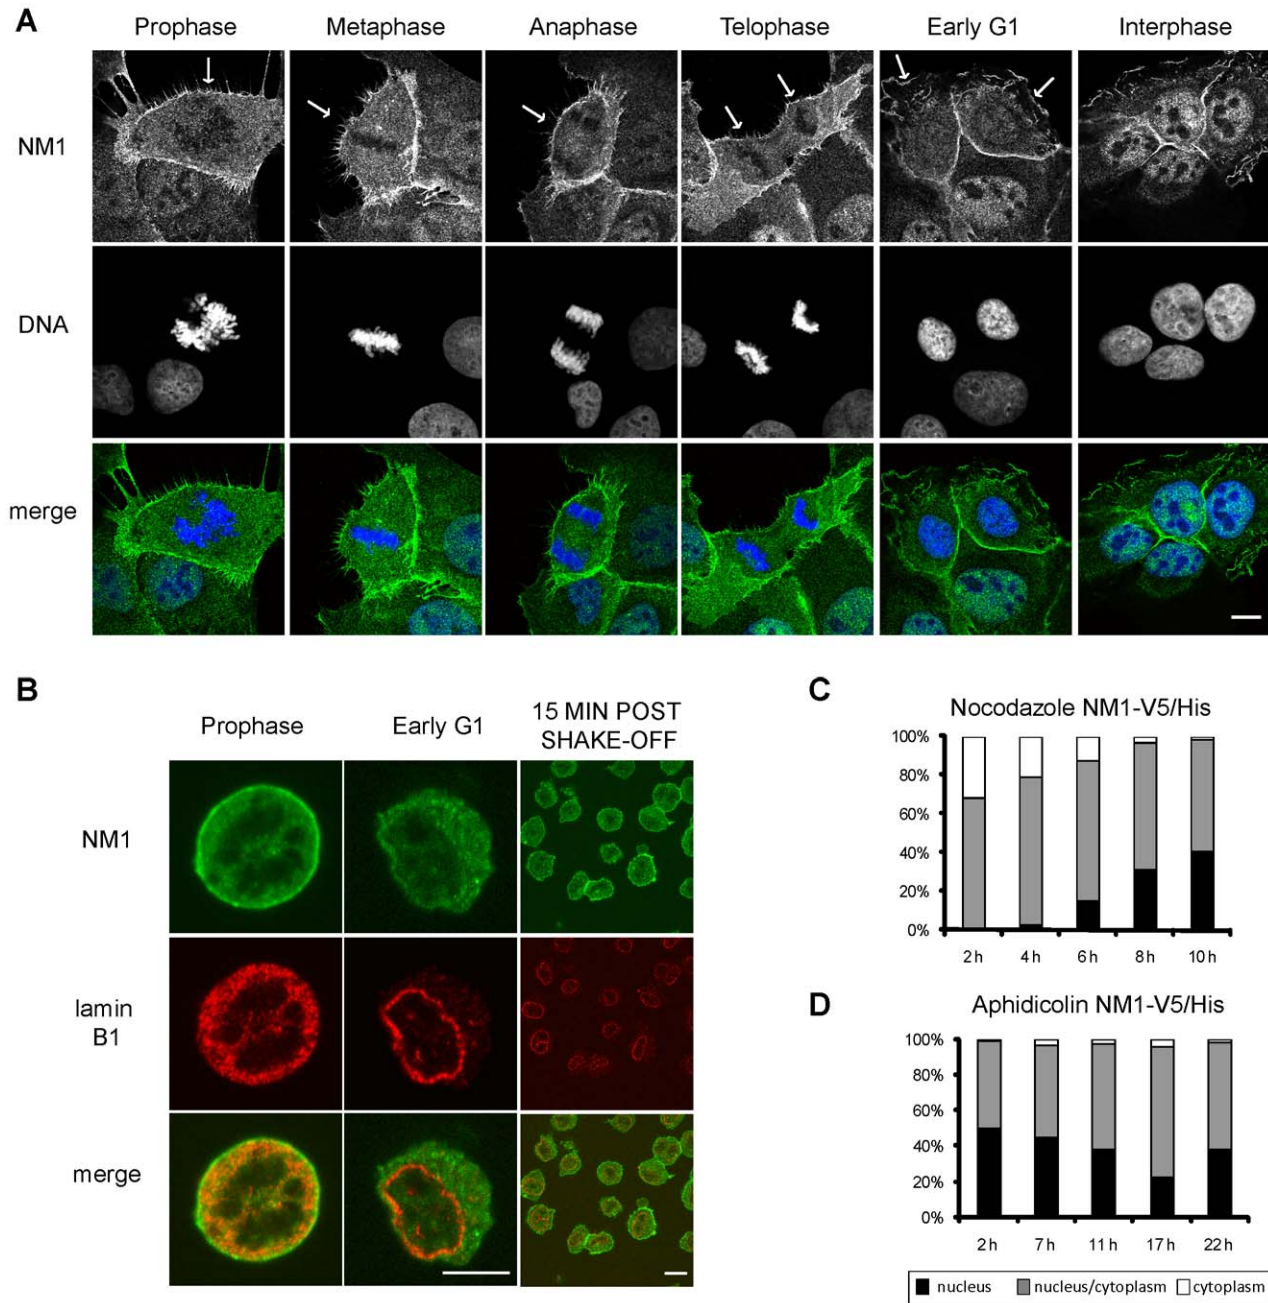 A
Prophase Metaphase Anaphase Telophase Early G1 Interphase
NM1
DNA
merge
B
Prophase Early G1 15 MIN POST
SHAKE-OFF
NM1
lamin
B1
merge
C
Nocodazole NM1-V5/His
100%
80%
60%
40%
20%
0%
2 h 4 h 6 h 8 h 10 h
D
Aphidicolin NM1-V5/His
100%
80%
60%
40%
20%
0%
2 h 7 h 11 h 17 h 22 h
nucleus nucleus/cytoplasm cytoplasm